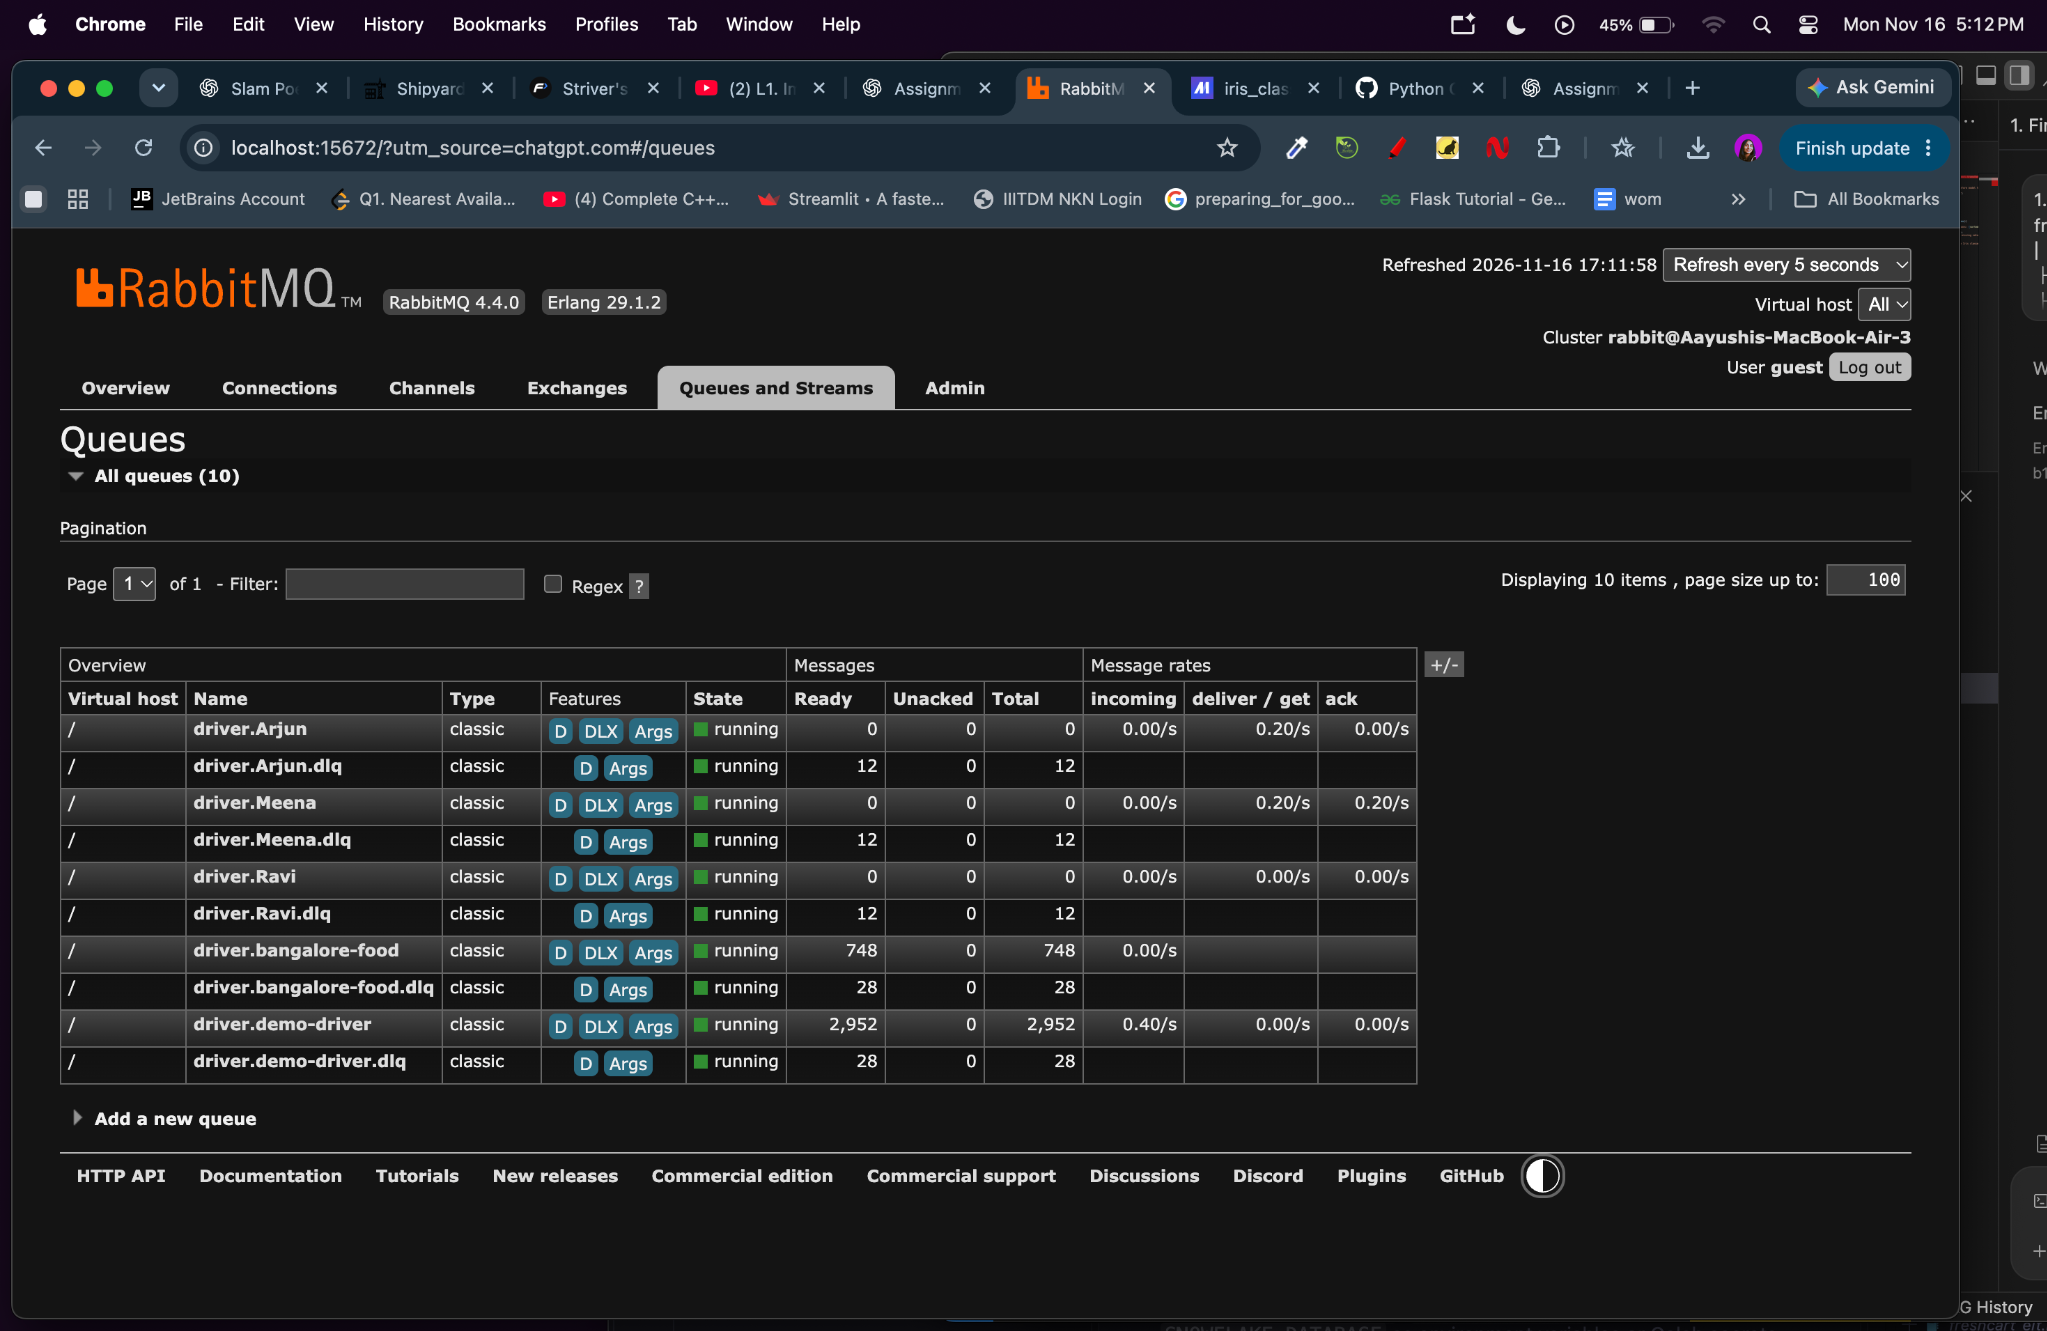 Chrome File Edit View History Bookmarks Profiles Tab Window Help 45% Mon Nov 16 5:12 PM
Slam Po Shipyard Striver's (2) L1. In Assignm RabbitM iris_clas Python Assignm Ask Gemini
localhost:15672/?utm_source=chatgpt.com#/queues Finish update
JetBrains Account Q1. Nearest Availa... (4) Complete C++... Streamlit • A faste... IIITDM NKN Login preparing_for_goo... Flask Tutorial - Ge... wom All Bookmarks
RabbitMQ TM RabbitMQ 4.4.0 Erlang 29.1.2
Refreshed 2026-11-16 17:11:58 Refresh every 5 seconds
Virtual host All
Cluster rabbit@Aayushis-MacBook-Air-3
User guest Log out
Overview Connections Channels Exchanges Queues and Streams Admin
Queues
All queues (10)
Pagination
Page 1 of 1 - Filter: Regex ? Displaying 10 items , page size up to: 100
Overview Messages Message rates +/-
Virtual host Name Type Features State Ready Unacked Total incoming deliver / get ack
/ driver.Arjun classic D DLX Args running 0 0 0 0.00/s 0.20/s 0.00/s
/ driver.Arjun.dlq classic D Args running 12 0 12
/ driver.Meena classic D DLX Args running 0 0 0 0.00/s 0.20/s 0.20/s
/ driver.Meena.dlq classic D Args running 12 0 12
/ driver.Ravi classic D DLX Args running 0 0 0 0.00/s 0.00/s 0.00/s
/ driver.Ravi.dlq classic D Args running 12 0 12
/ driver.bangalore-food classic D DLX Args running 748 0 748 0.00/s
/ driver.bangalore-food.dlq classic D Args running 28 0 28
/ driver.demo-driver classic D DLX Args running 2,952 0 2,952 0.40/s 0.00/s 0.00/s
/ driver.demo-driver.dlq classic D Args running 28 0 28
Add a new queue
HTTP API Documentation Tutorials New releases Commercial edition Commercial support Discussions Discord Plugins GitHub
G History